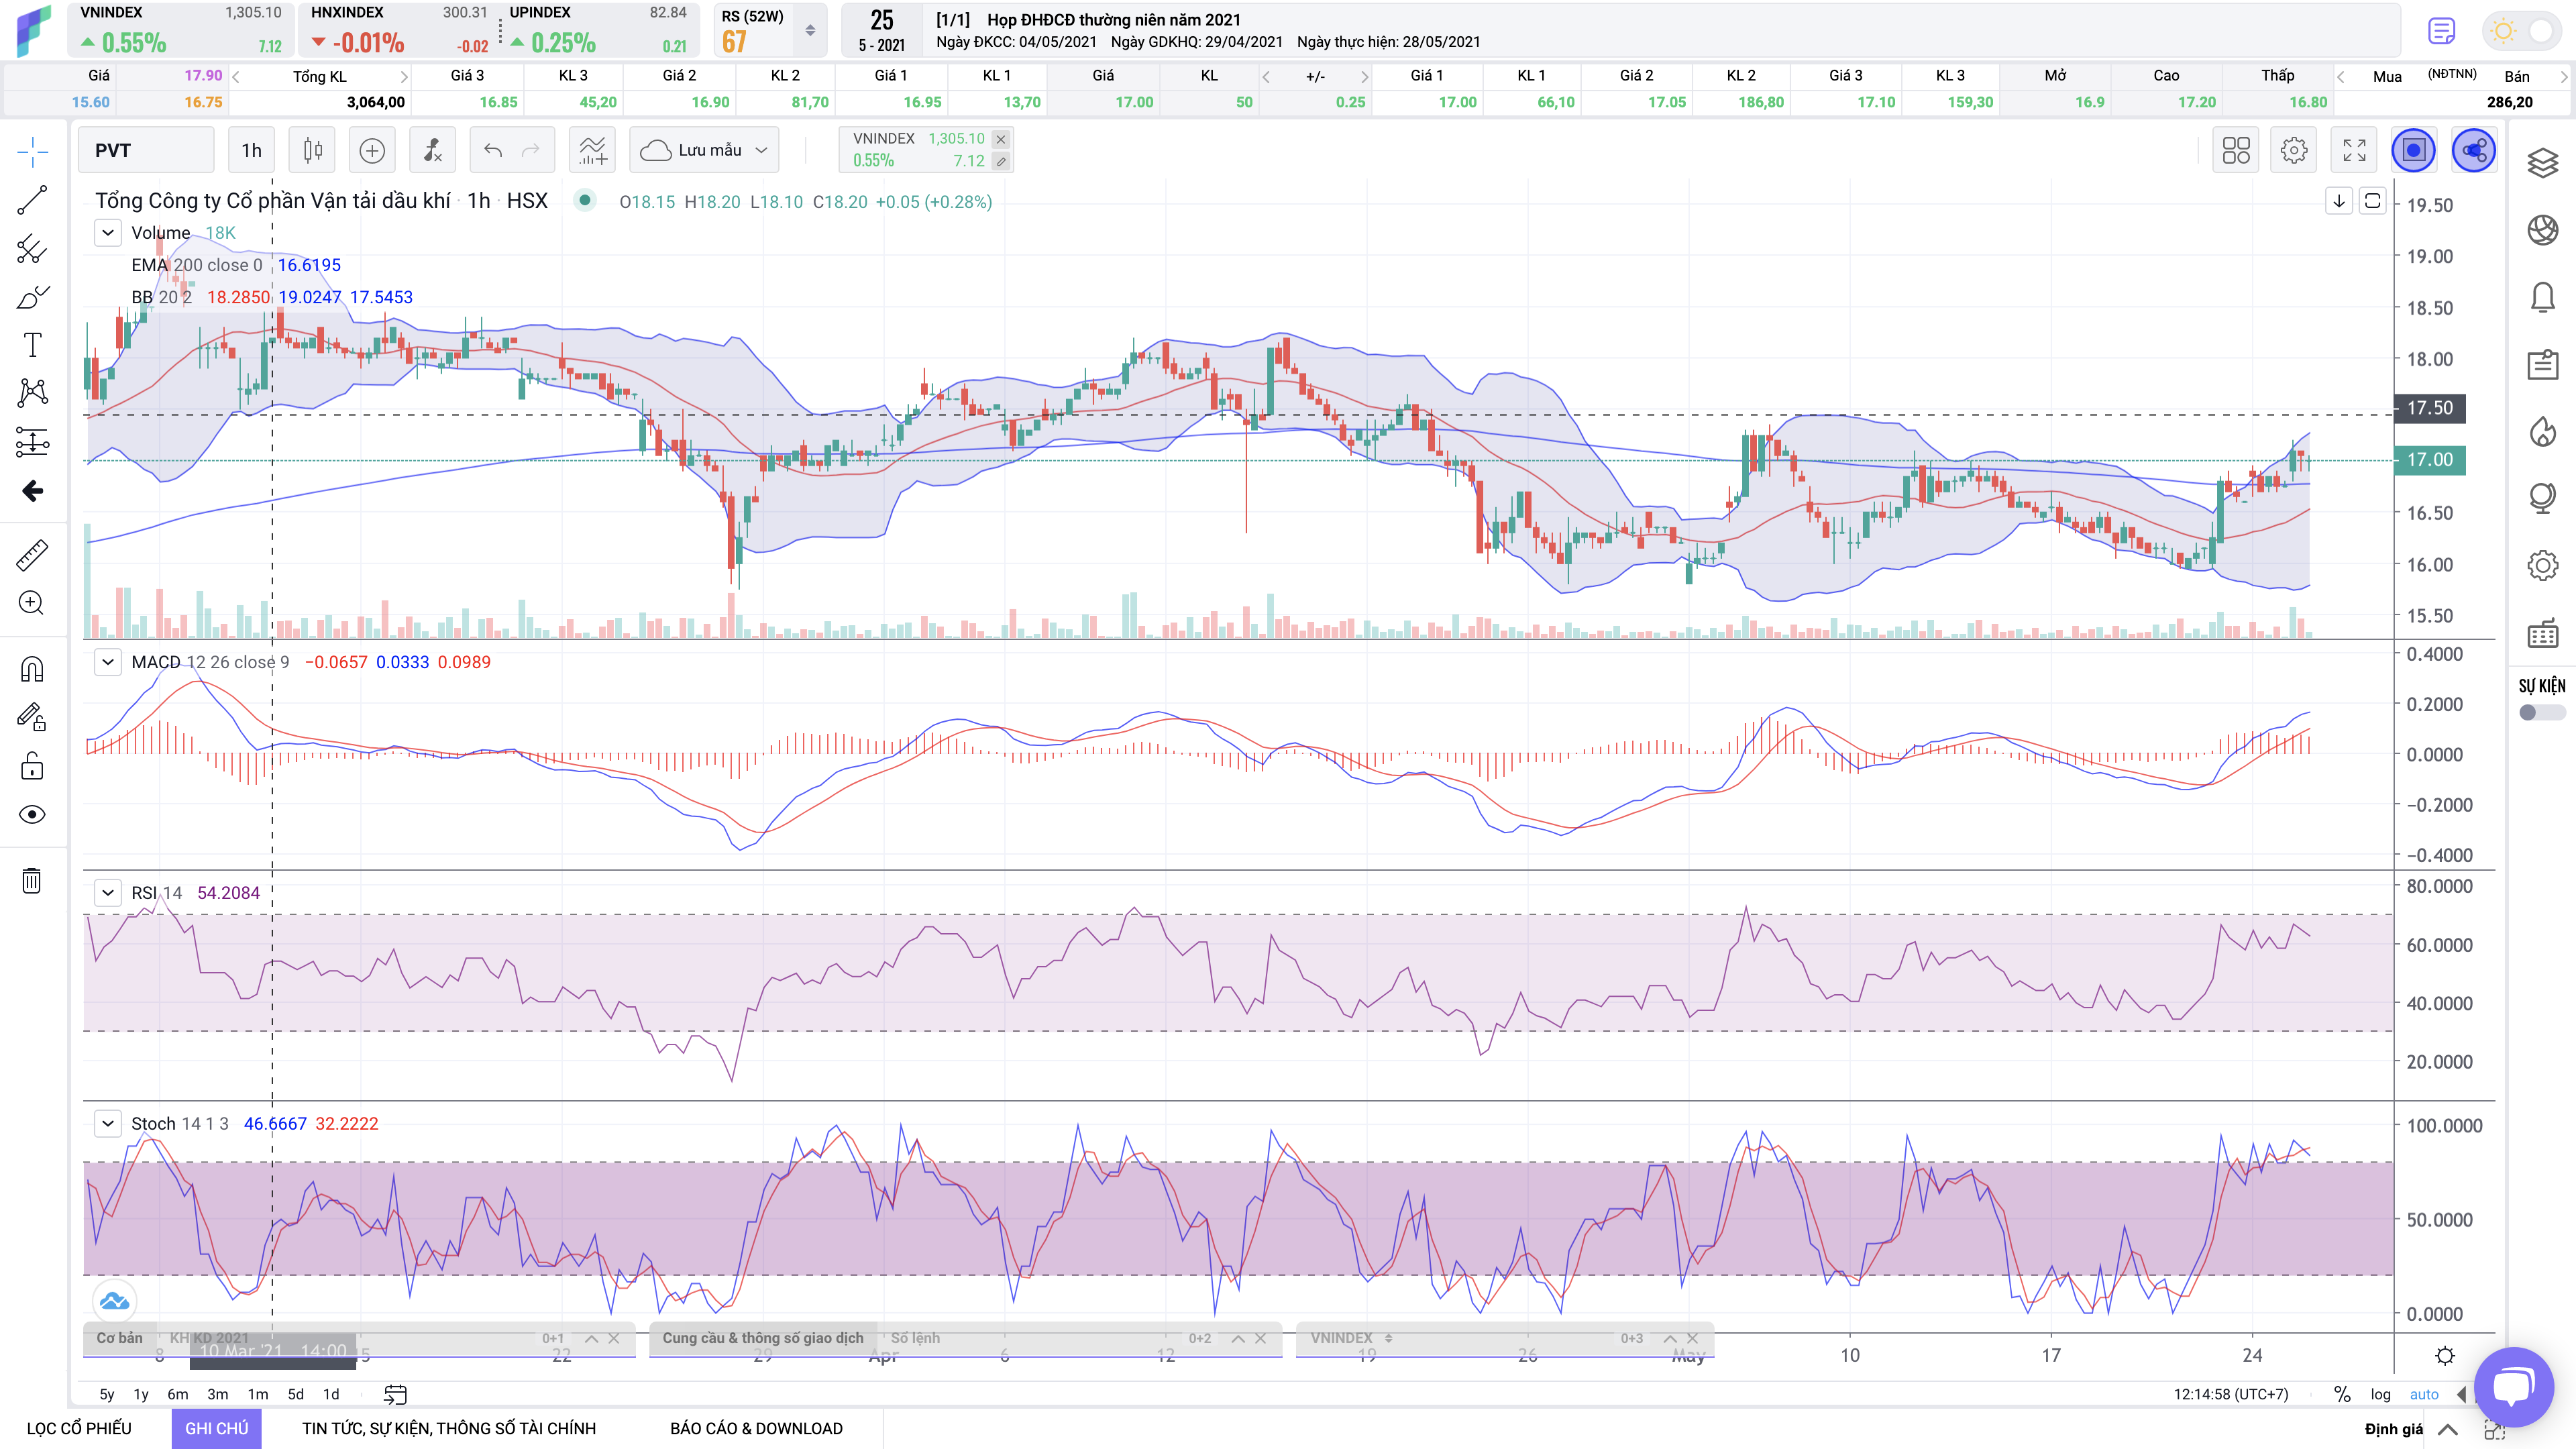 VNINDEX 1,305.10
0.55% 7.12
HNXINDEX 300.31
-0.01% -0.02
UPINDEX 82.84
0.25% 0.21
RS (52W)
67
25
5 - 2021
[1/1] Họp ĐHĐCĐ thường niên năm 2021
Ngày ĐKCC: 04/05/2021 Ngày GDKHQ: 29/04/2021 Ngày thực hiện: 28/05/2021
Giá 17.90 Tổng KL Giá 3 KL 3 Giá 2 KL 2 Giá 1 KL 1 Giá KL +/- Giá 1 KL 1 Giá 2 KL 2 Giá 3 KL 3 Mở Cao Thấp Mua (NĐTNN) Bán
15.60 16.75 3,064,00 16.85 45,20 16.90 81,70 16.95 13,70 17.00 50 0.25 17.00 66,10 17.05 186,80 17.10 159,30 16.9 17.20 16.80 286,20
PVT 1h Lưu mẫu
VNINDEX 1,305.10
0.55% 7.12
Tổng Công ty Cổ phần Vận tải dầu khí · 1h · HSX O18.15 H18.20 L18.10 C18.20 +0.05 (+0.28%)
Volume 18K
EMA 200 close 0 16.6195
BB 20 2 18.2850 19.0247 17.5453
19.50
19.00
18.50
18.00
17.50
17.00
16.50
16.00
15.50
MACD 12 26 close 9 −0.0657 0.0333 0.0989
0.4000
0.2000
0.0000
−0.2000
−0.4000
RSI 14 54.2084
80.0000
60.0000
40.0000
20.0000
Stoch 14 1 3 46.6667 32.2222
100.0000
50.0000
0.0000
SỰ KIỆN
Cơ bản KHKD 2021 0+1
Cung cầu & thông số giao dịch Sổ lệnh 0+2
VNINDEX 0+3
8 10 Mar '21 14:00 15 22 29 Apr 6 12 19 26 May 10 17 24
5y 1y 6m 3m 1m 5d 1d
12:14:58 (UTC+7) % log auto
LỌC CỔ PHIẾU GHI CHÚ TIN TỨC, SỰ KIỆN, THÔNG SỐ TÀI CHÍNH BÁO CÁO & DOWNLOAD Định giá